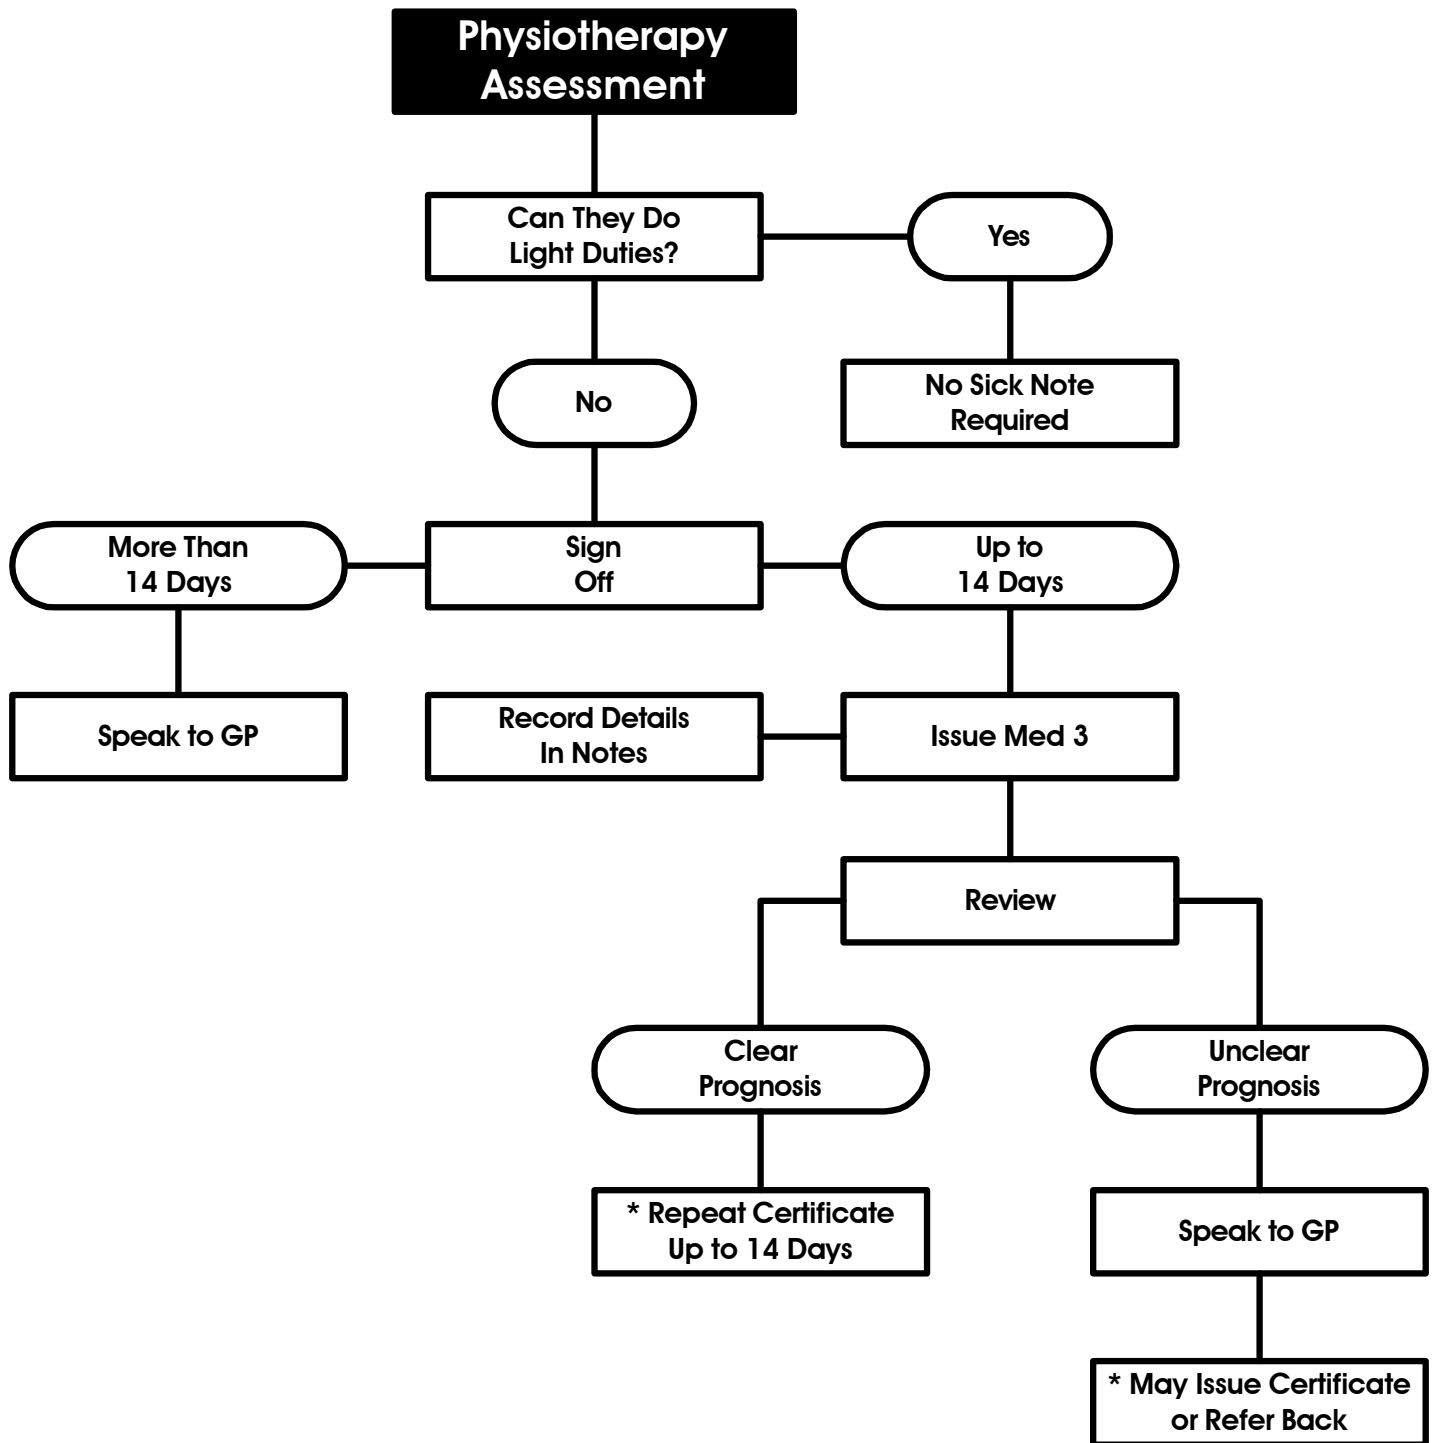 Physiotherapy
Assessment
Can They Do
Light Duties?
Yes
No
No Sick Note
Required
More Than
14 Days
Sign
Off
Up to
14 Days
Speak to GP
Record Details
In Notes
Issue Med 3
Review
Clear
Prognosis
Unclear
Prognosis
* Repeat Certificate
Up to 14 Days
Speak to GP
* May Issue Certificate
or Refer Back